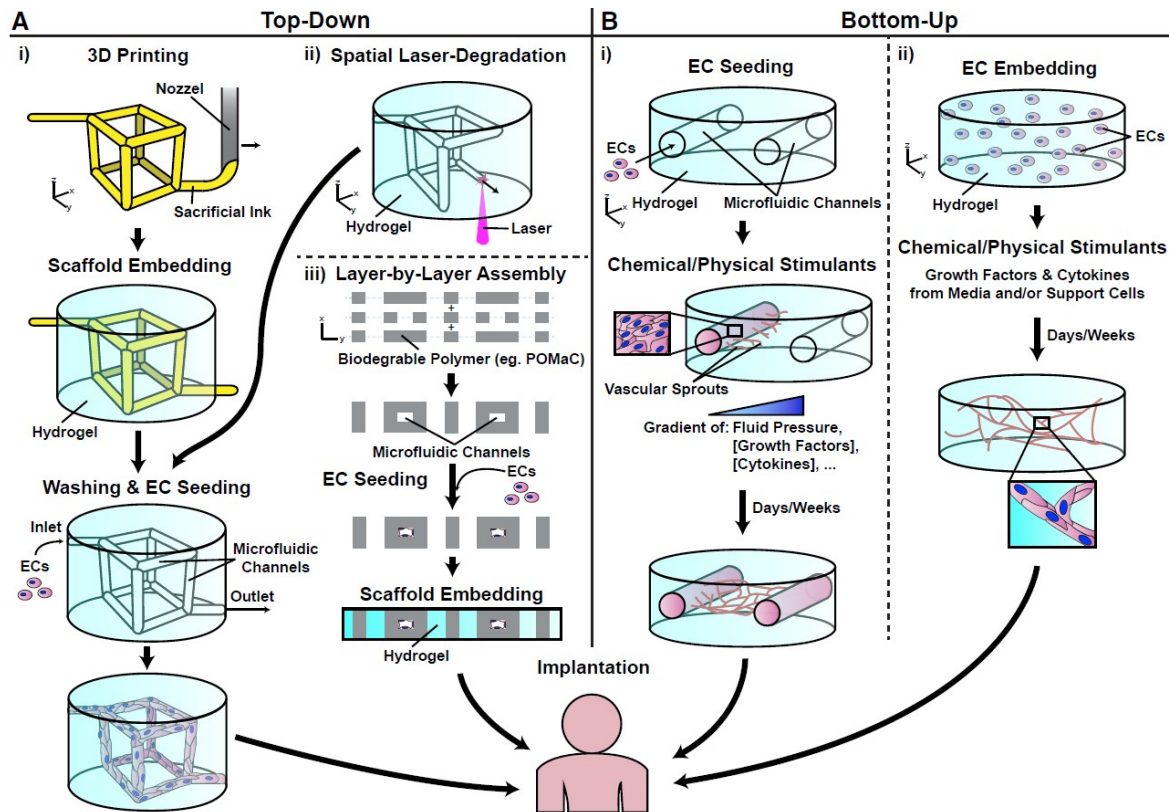 A
Top-Down
i)
3D Printing
Nozzel
z
x
y
Sacrificial Ink
Scaffold Embedding
Hydrogel
Washing & EC Seeding
Inlet
ECs
Microfluidic
Channels
Outlet
ii) Spatial Laser-Degradation
z
x
y
Hydrogel
Laser
iii) Layer-by-Layer Assembly
+
+
x
y
Biodegrable Polymer (eg. POMaC)
Microfluidic Channels
EC Seeding
ECs
Scaffold Embedding
Hydrogel
B
Bottom-Up
i)
EC Seeding
ECs
z
x
y
Hydrogel
Microfluidic Channels
Chemical/Physical Stimulants
Vascular Sprouts
Gradient of: Fluid Pressure,
[Growth Factors],
[Cytokines], ...
Days/Weeks
ii)
EC Embedding
ECs
z
x
y
Hydrogel
Chemical/Physical Stimulants
Growth Factors & Cytokines
from Media and/or Support Cells
Days/Weeks
Implantation